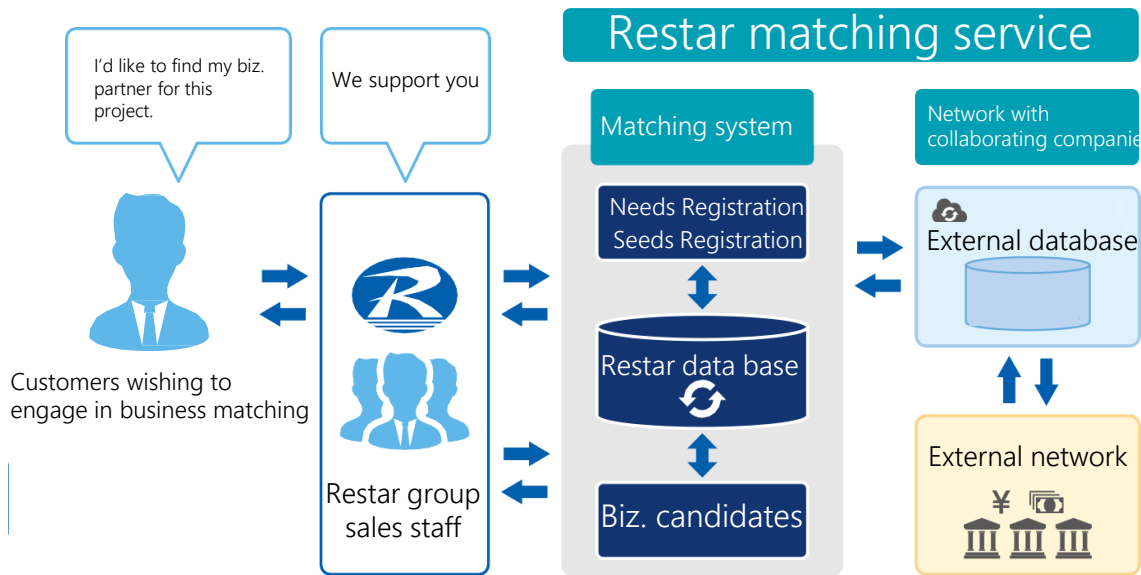 Restar matching service
I'd like to find my biz.
partner for this
project.
We support you
Matching system
Network with
collaborating companie
Needs Registration
Seeds Registration
External database
R
Restar data base
Customers wishing to
engage in business matching
External network
¥
Restar group
sales staff
Biz. candidates